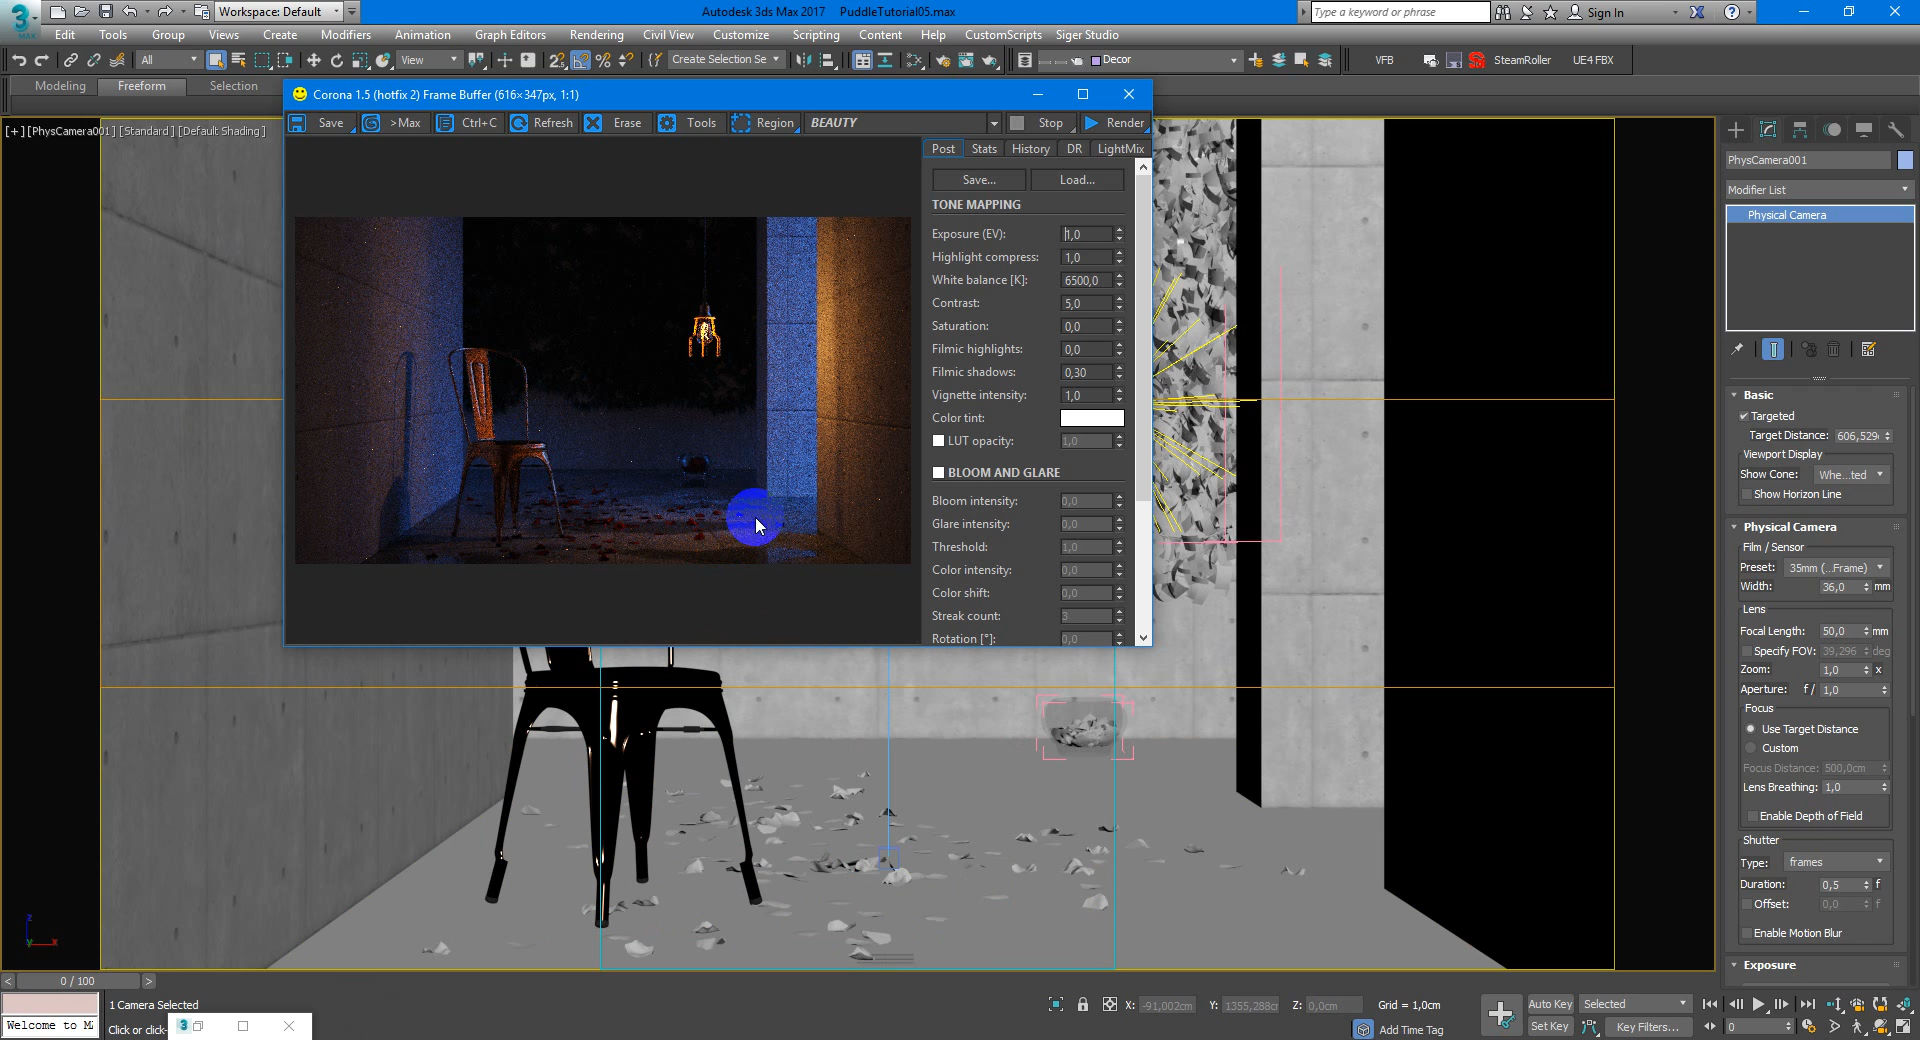 3
MAX
Workspace: Default
Autodesk 3ds Max 2017 PuddleTutorial05.max
Type a keyword or phrase
Sign In
Edit Tools Group Views Create Modifiers Animation Graph Editors Rendering Civil View Customize Scripting Content Help CustomScripts Siger Studio
All View Create Selection Se Decor VFB SteamRoller UE4 FBX
Modeling Freeform Selection
Corona 1.5 (hotfix 2) Frame Buffer (616×347px, 1:1)
Save >Max Ctrl+C Refresh Erase Tools Region BEAUTY Stop Render
[+] [PhysCamera001] [Standard] [Default Shading]
Post Stats History DR LightMix
Save... Load...
TONE MAPPING
Exposure (EV): 1,0
Highlight compress: 1,0
White balance [K]: 6500,0
Contrast: 5,0
Saturation: 0,0
Filmic highlights: 0,0
Filmic shadows: 0,30
Vignette intensity: 1,0
Color tint:
LUT opacity: 1,0
BLOOM AND GLARE
Bloom intensity: 0,0
Glare intensity: 0,0
Threshold: 1,0
Color intensity: 0,0
Color shift: 0,0
Streak count: 3
Rotation [°]: 0,0
PhysCamera001
Modifier List
Physical Camera
Basic
Targeted
Target Distance: 606,529
Viewport Display
Show Cone: Whe...ted
Show Horizon Line
Physical Camera
Film / Sensor
Preset: 35mm (...Frame)
Width: 36,0 mm
Lens
Focal Length: 50,0 mm
Specify FOV: 39,296 deg
Zoom: 1,0 x
Aperture: f / 1,0
Focus
Use Target Distance
Custom
Focus Distance: 500,0cm
Lens Breathing: 1,0
Enable Depth of Field
Shutter
Type: frames
Duration: 0,5 f
Offset: 0,0 f
Enable Motion Blur
Exposure
z
y x
< 0 / 100 >
1 Camera Selected
Welcome to M
Click or click-
3
X: -91,002cm Y: 1355,288cr Z: 0,0cm Grid = 1,0cm
Add Time Tag
Auto Key Selected
Set Key Key Filters...
0